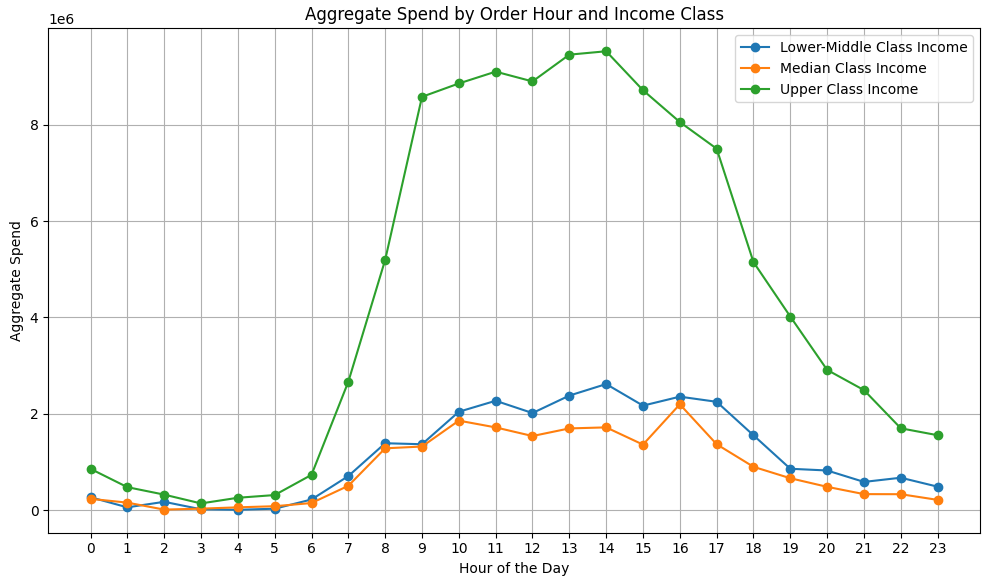 Aggregate Spend by Order Hour and Income Class
1e6
Lower-Middle Class Income
Median Class Income
Upper Class Income
Aggregate Spend
8
6
4
2
0
0 1 2 3 4 5 6 7 8 9 10 11 12 13 14 15 16 17 18 19 20 21 22 23
Hour of the Day